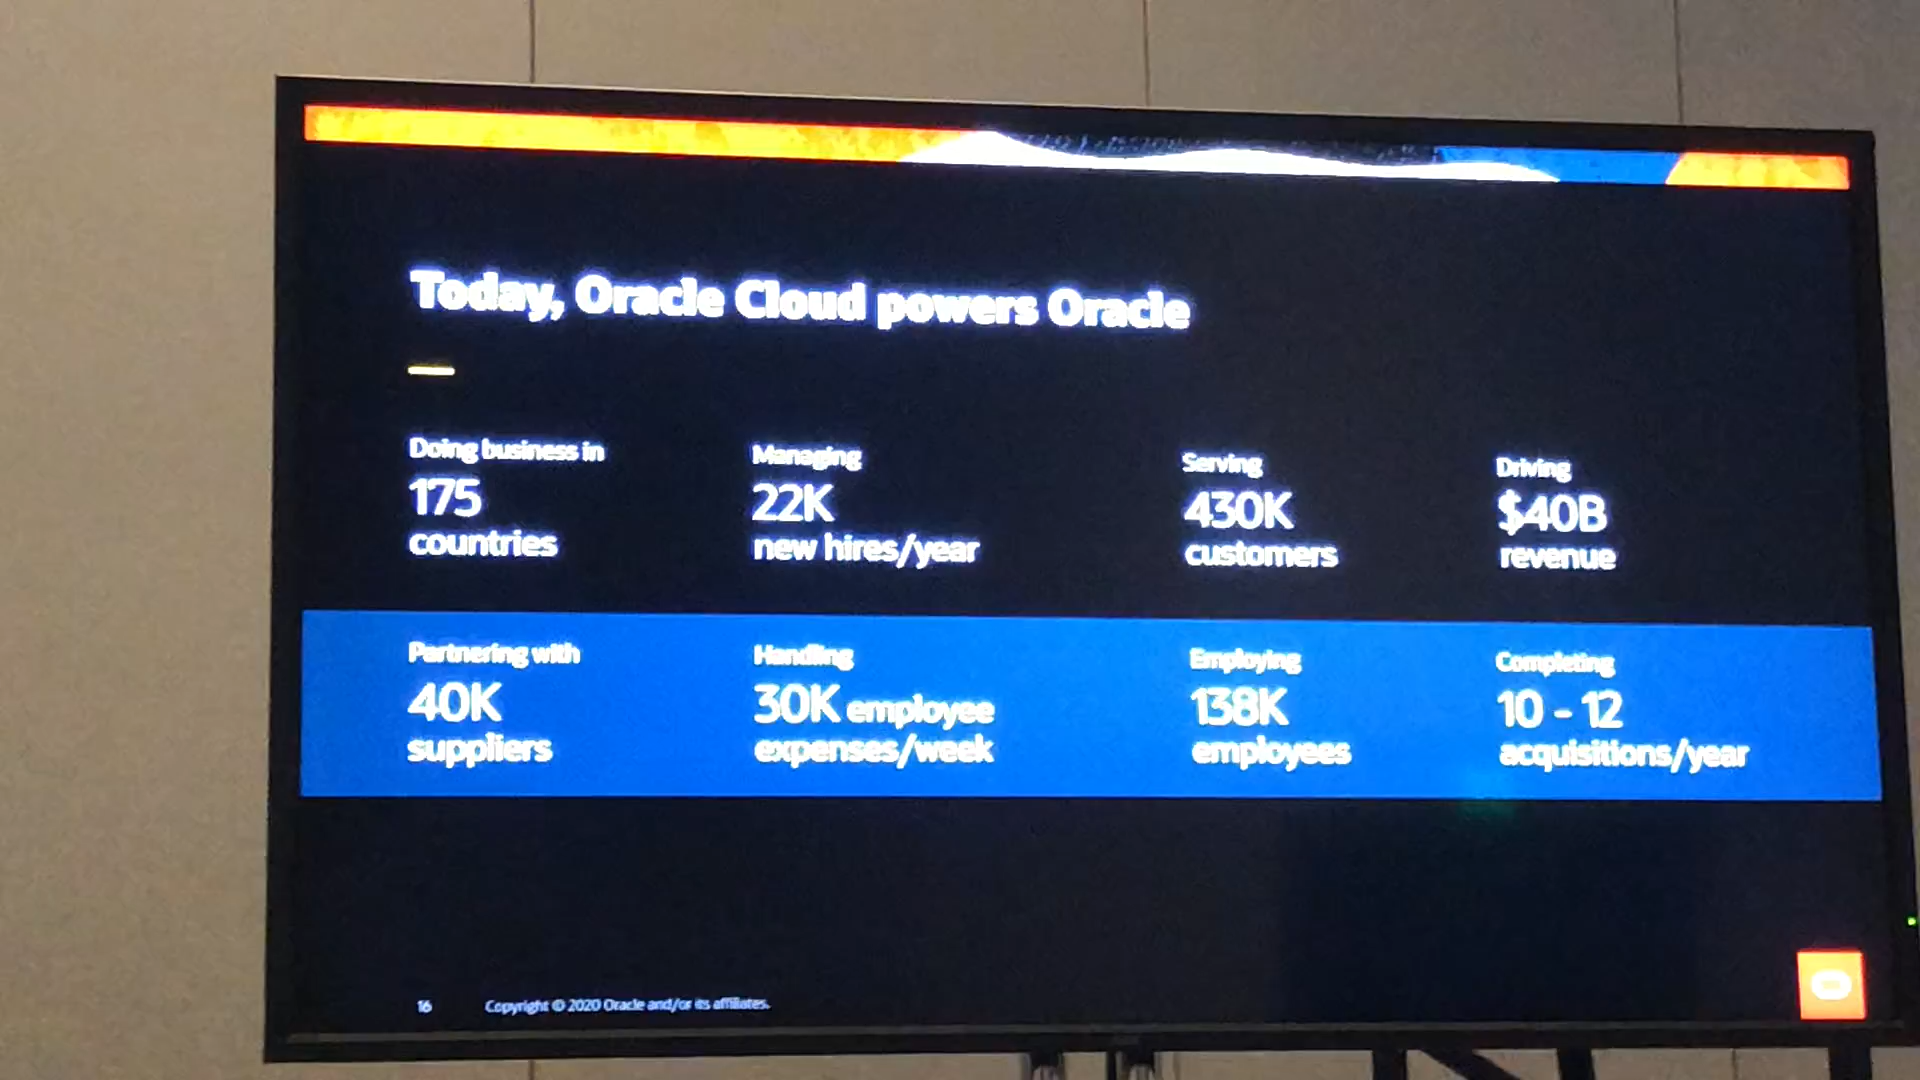 Today, Oracle Cloud powers Oracle
Doing business in
175
countries
Managing
22K
new hires/year
Serving
430K
customers
Driving
$40B
revenue
Partnering with
40K
suppliers
Handling
30K employee
expenses/week
Employing
138K
employees
Completing
10 - 12
acquisitions/year
16
Copyright © 2020 Oracle and/or its affiliates.